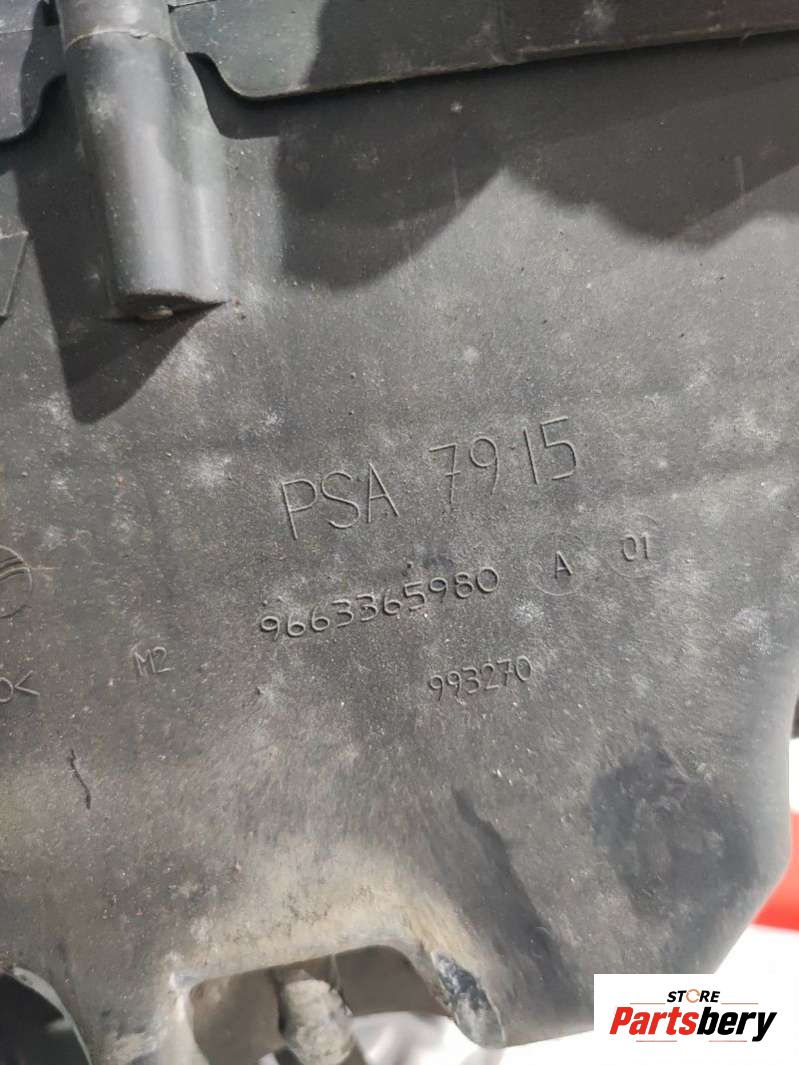 PSA 7915
9663365980 A 01
M2
993270
STORE
Partsbery